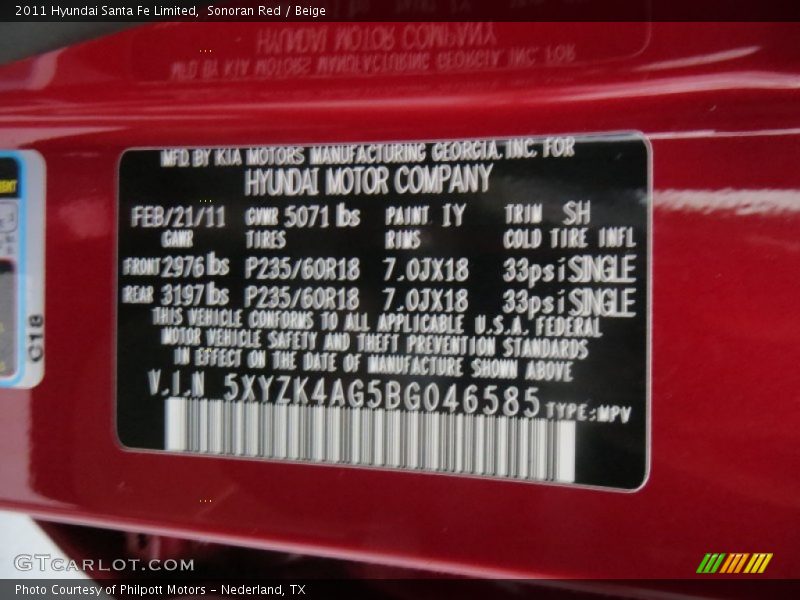 2011 Hyundai Santa Fe Limited,  Sonoran Red / Beige
MFD. BY KIA MOTORS MANUFACTURING GEORGIA, INC. FOR
HYUNDAI MOTOR COMPANY
FEB/21/11 GVWR 5071 lbs PAINT IY TRIM SH
GAWR TIRES RIMS COLD TIRE INFL
FRONT 2976 lbs P235/60R18 7.0JX18 33psi SINGLE
REAR 3197 lbs P235/60R18 7.0JX18 33psi SINGLE
THIS VEHICLE CONFORMS TO ALL APPLICABLE U.S.A. FEDERAL
MOTOR VEHICLE SAFETY AND THEFT PREVENTION STANDARDS
IN EFFECT ON THE DATE OF MANUFACTURE SHOWN ABOVE
V.I.N 5XYZK4AG5BG046585 TYPE:MPV
C18
GTCARLOT.COM
Photo Courtesy of Philpott Motors - Nederland, TX